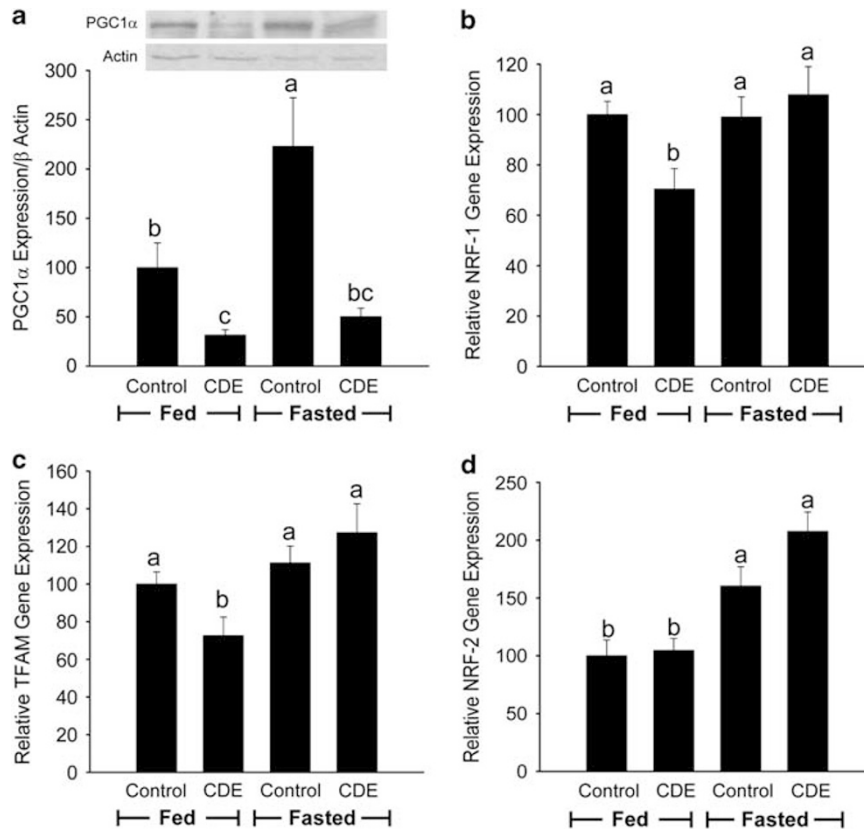 a
PGC1α
Actin
PGC1α Expression/β Actin
300
250
200
150
100
50
0
b
c
a
bc
Control CDE Control CDE
Fed Fasted
b
Relative NRF-1 Gene Expression
120
100
80
60
40
20
0
a
b
a
a
Control CDE Control CDE
Fed Fasted
c
Relative TFAM Gene Expression
160
140
120
100
80
60
40
20
0
a
b
a
a
Control CDE Control CDE
Fed Fasted
d
Relative NRF-2 Gene Expression
250
200
150
100
50
0
b
b
a
a
Control CDE Control CDE
Fed Fasted